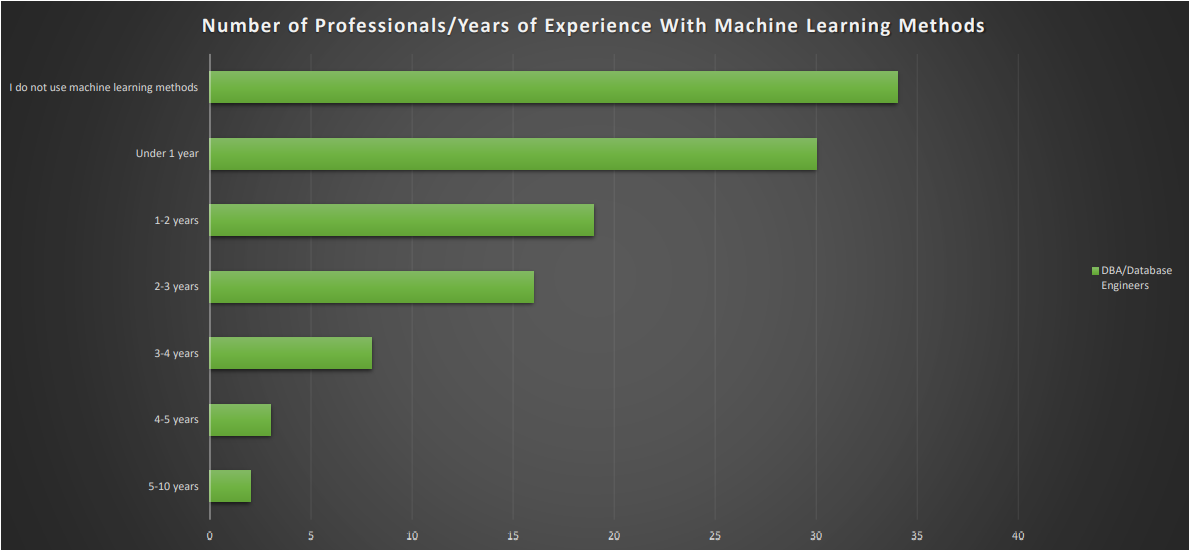 Number of Professionals/Years of Experience With Machine Learning Methods
I do not use machine learning methods
Under 1 year
1-2 years
2-3 years
3-4 years
4-5 years
5-10 years
0 5 10 15 20 25 30 35 40
DBA/Database
Engineers